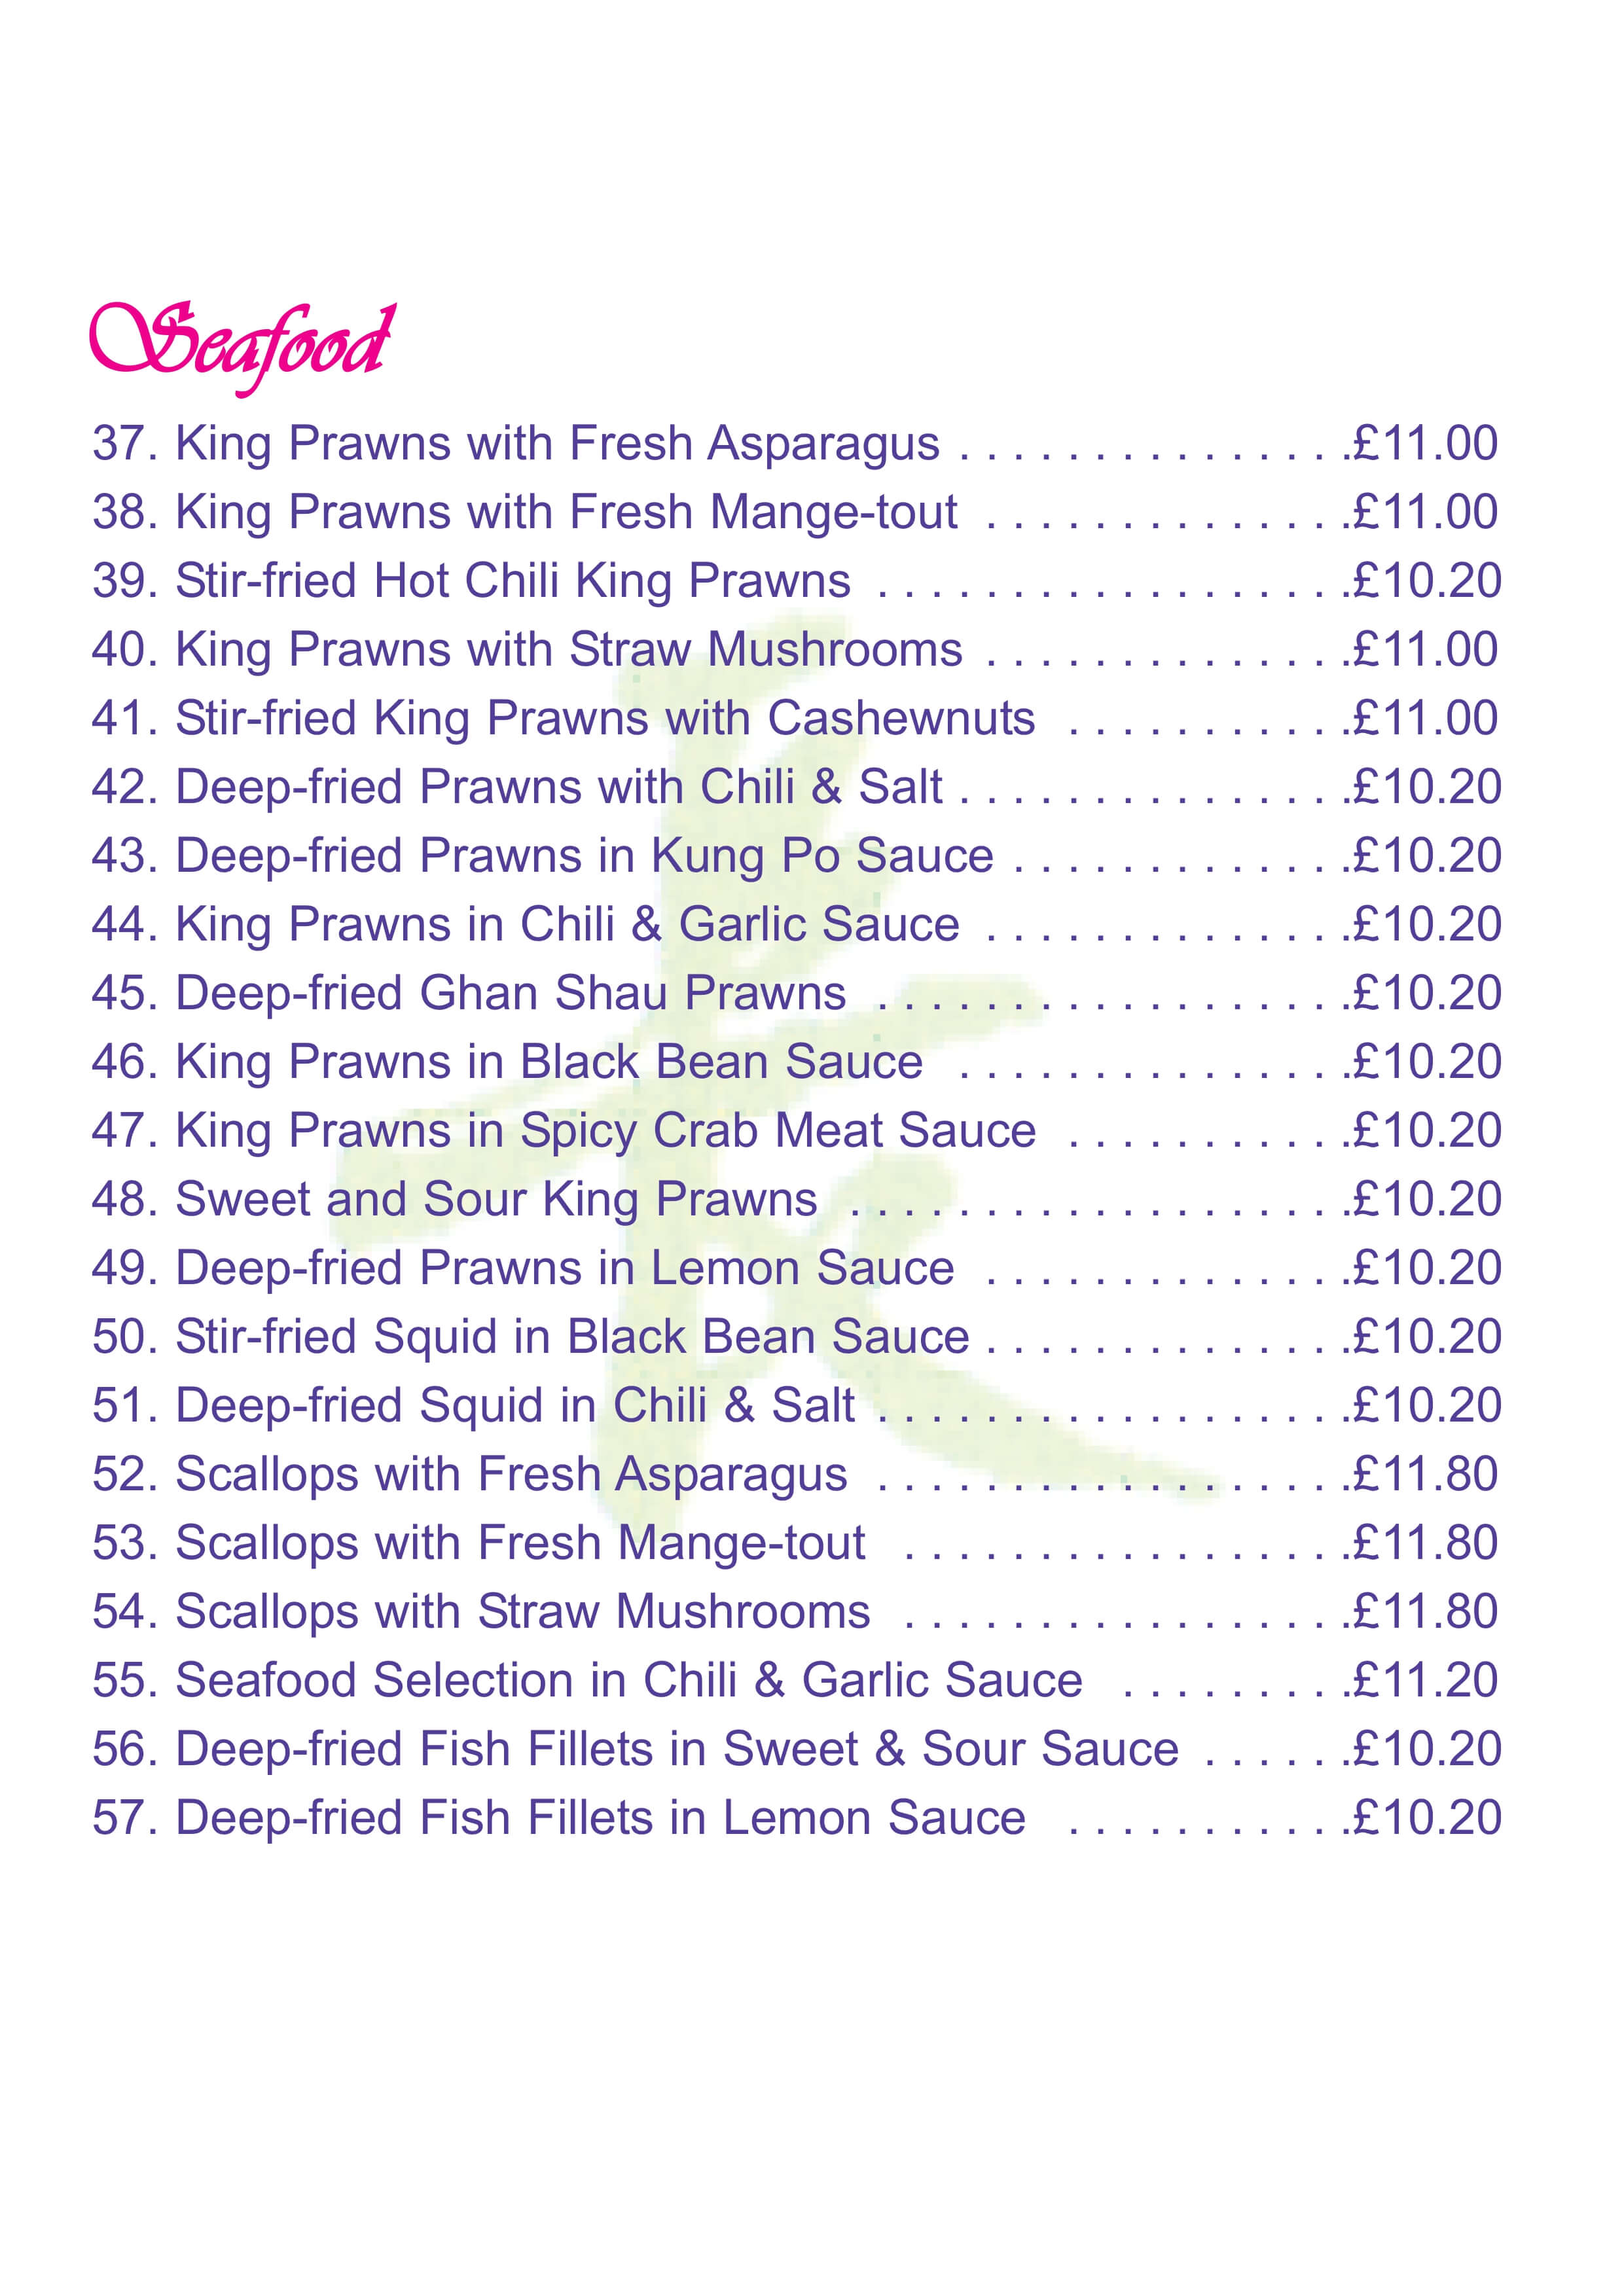 Seafood
37. King Prawns with Fresh Asparagus . . . . . . . . . . . . . . .£11.00
38. King Prawns with Fresh Mange-tout . . . . . . . . . . . . . .£11.00
39. Stir-fried Hot Chili King Prawns . . . . . . . . . . . . . . . . . .£10.20
40. King Prawns with Straw Mushrooms . . . . . . . . . . . . . .£11.00
41. Stir-fried King Prawns with Cashewnuts . . . . . . . . . . .£11.00
42. Deep-fried Prawns with Chili & Salt . . . . . . . . . . . . . . .£10.20
43. Deep-fried Prawns in Kung Po Sauce . . . . . . . . . . . . .£10.20
44. King Prawns in Chili & Garlic Sauce . . . . . . . . . . . . . .£10.20
45. Deep-fried Ghan Shau Prawns . . . . . . . . . . . . . . . . . .£10.20
46. King Prawns in Black Bean Sauce . . . . . . . . . . . . . . .£10.20
47. King Prawns in Spicy Crab Meat Sauce . . . . . . . . . . .£10.20
48. Sweet and Sour King Prawns . . . . . . . . . . . . . . . . . . .£10.20
49. Deep-fried Prawns in Lemon Sauce . . . . . . . . . . . . . .£10.20
50. Stir-fried Squid in Black Bean Sauce . . . . . . . . . . . . . .£10.20
51. Deep-fried Squid in Chili & Salt . . . . . . . . . . . . . . . . . .£10.20
52. Scallops with Fresh Asparagus . . . . . . . . . . . . . . . . . .£11.80
53. Scallops with Fresh Mange-tout . . . . . . . . . . . . . . . . .£11.80
54. Scallops with Straw Mushrooms . . . . . . . . . . . . . . . . .£11.80
55. Seafood Selection in Chili & Garlic Sauce . . . . . . . . .£11.20
56. Deep-fried Fish Fillets in Sweet & Sour Sauce . . . . . .£10.20
57. Deep-fried Fish Fillets in Lemon Sauce . . . . . . . . . . .£10.20